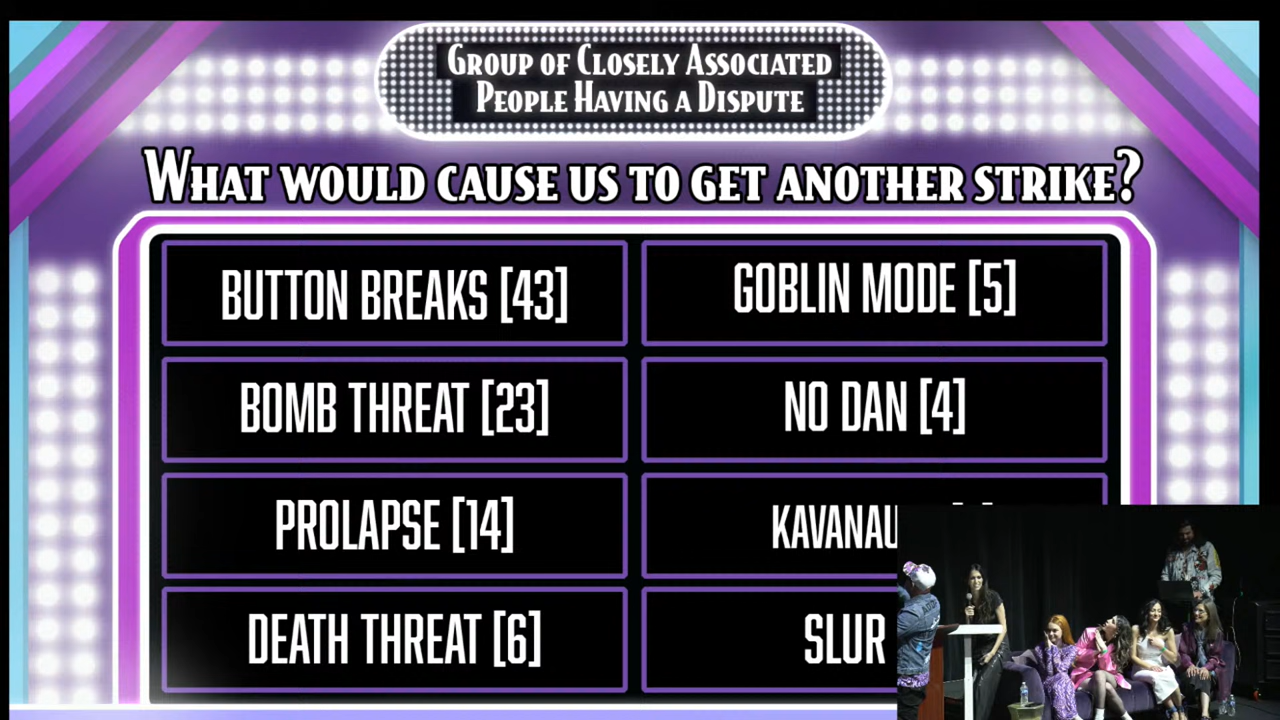 Group of Closely Associated
People Having a Dispute
What would cause us to get another strike?
BUTTON BREAKS [43]
BOMB THREAT [23]
PROLAPSE [14]
DEATH THREAT [6]
GOBLIN MODE [5]
NO DAN [4]
KAVANAU
SLUR